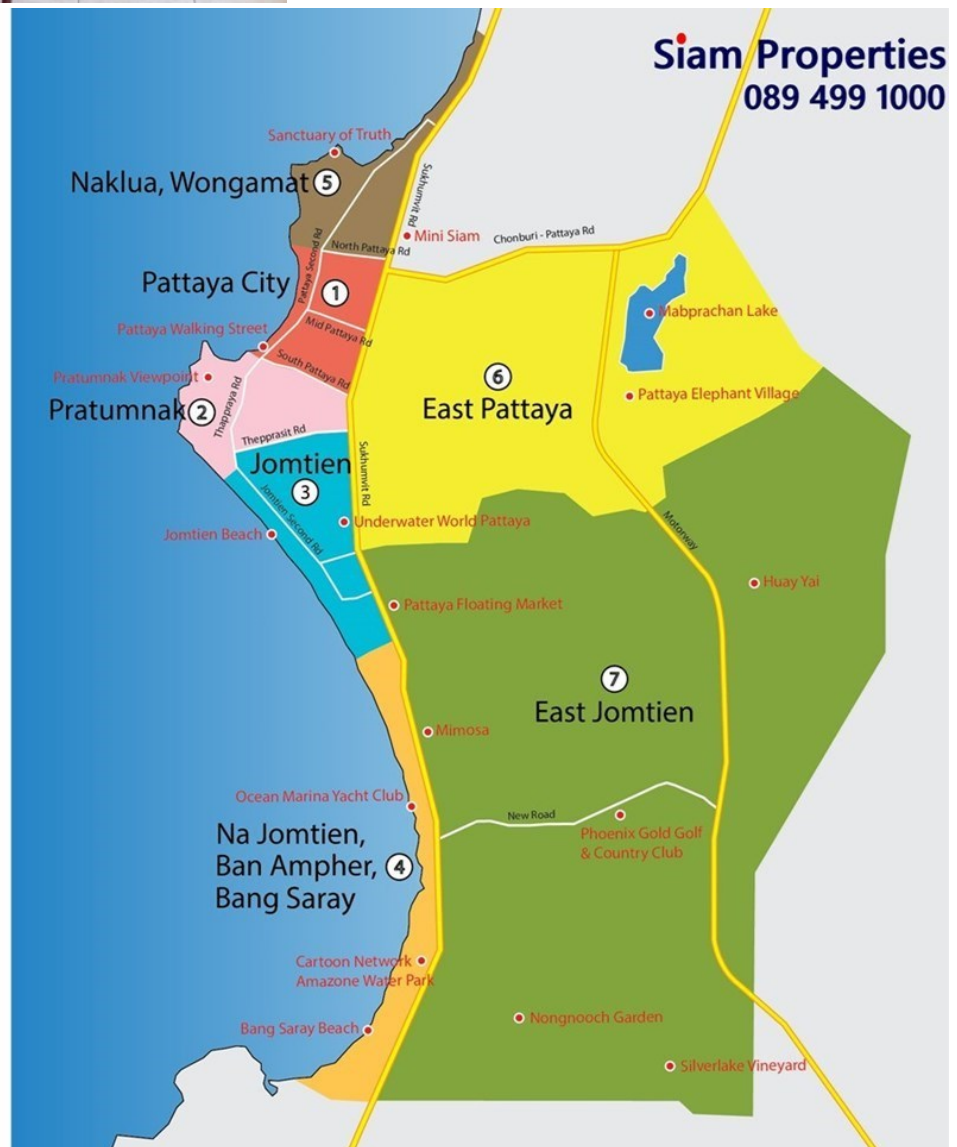 Siam Properties
089 499 1000
Sanctuary of Truth
Naklua, Wongamat 5
Sukhumvit Rd
Mini Siam
Chonburi - Pattaya Rd
North Pattaya Rd
Pattaya Second Rd
Pattaya City
1
Mabprachan Lake
Mid Pattaya Rd
Pattaya Walking Street
South Pattaya Rd
Pratumnak Viewpoint
6
East Pattaya
Pattaya Elephant Village
Pratumnak 2
Thappraya Rd
Thepprasit Rd
Jomtien
3
Sukhumvit Rd
Jomtien Second Rd
Underwater World Pattaya
Jomtien Beach
Motorway
Huay Yai
Pattaya Floating Market
7
East Jomtien
Mimosa
Ocean Marina Yacht Club
New Road
Phoenix Gold Golf
& Country Club
Na Jomtien,
Ban Ampher, 4
Bang Saray
Cartoon Network
Amazone Water Park
Bang Saray Beach
Nongnooch Garden
Silverlake Vineyard